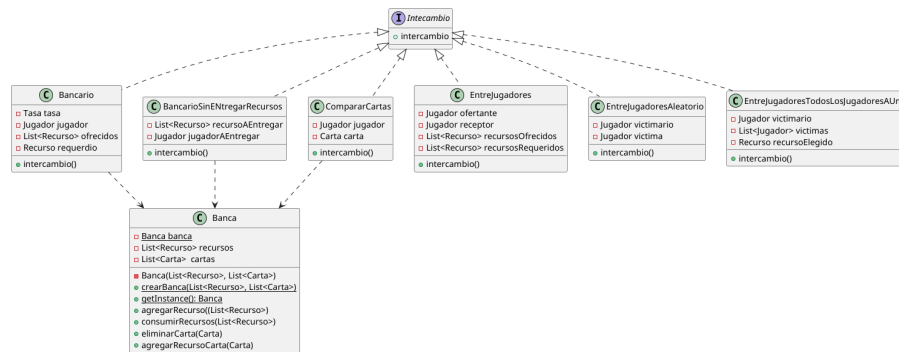 I Intecambio
intercambio
C Bancario
Tasa tasa
Jugador jugador
List<Recurso> ofrecidos
Recurso requerdio
intercambio()
C BancarioSinENtregarRecursos
List<Recurso> recursoAEntregar
Jugador jugadorAEntregar
intercambio()
C CompararCartas
Jugador jugador
Carta carta
intercambio()
C EntreJugadores
Jugador ofertante
Jugador receptor
List<Recurso> recursosOfrecidos
List<Recurso> recursosRequeridos
intercambio()
C EntreJugadoresAleatorio
Jugador victimario
Jugador victima
intercambio()
C EntreJugadoresTodosLosJugadoresAUn
Jugador victimario
List<Jugador> victimas
Recurso recursoElegido
intercambio()
C Banca
Banca banca
List<Recurso> recursos
List<Carta> cartas
Banca(List<Recurso>, List<Carta>)
crearBanca(List<Recurso>, List<Carta>)
getInstance(): Banca
agregarRecurso((List<Recurso>)
consumirRecursos(List<Recurso>)
eliminarCarta(Carta)
agregarRecursoCarta(Carta)